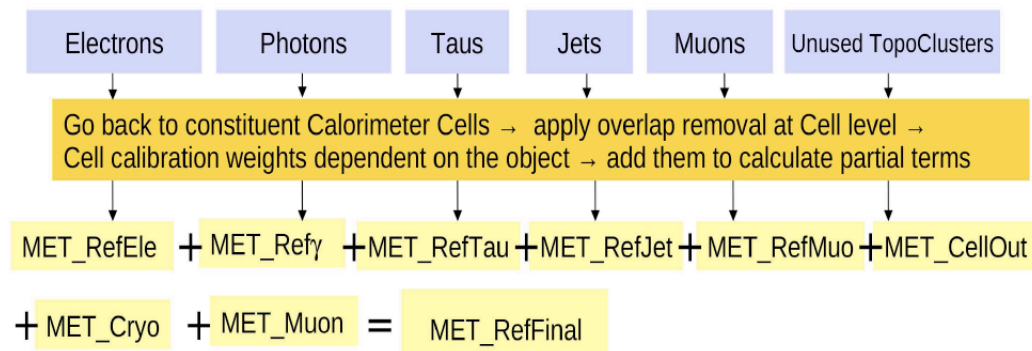 Electrons Photons Taus Jets Muons Unused TopoClusters
Go back to constituent Calorimeter Cells → apply overlap removal at Cell level →
Cell calibration weights dependent on the object → add them to calculate partial terms
MET_RefEle + MET_Refγ + MET_RefTau + MET_RefJet + MET_RefMuo + MET_CellOut
+ MET_Cryo + MET_Muon = MET_RefFinal